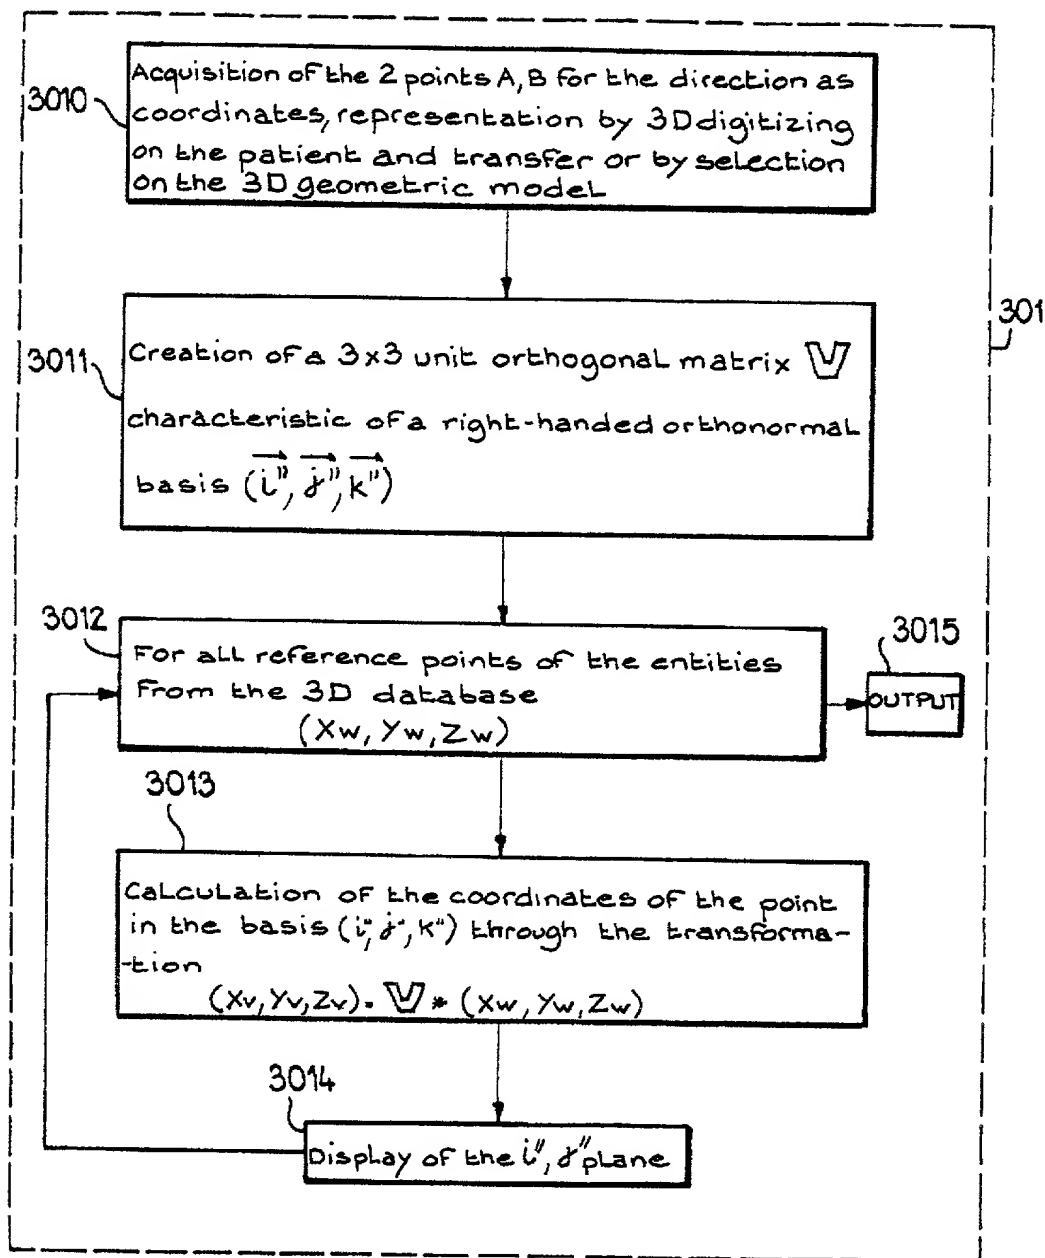 3010
Acquisition of the 2 points A, B for the direction as
coordinates, representation by 3D digitizing
on the patient and transfer or by selection
on the 3D geometric model
301
3011
Creation of a 3x3 unit orthogonal matrix V
characteristic of a right-handed orthonormal
basis (i", j", k")
3012
For all reference points of the entities
From the 3D database
(Xw, Yw, Zw)
3015
OUTPUT
3013
Calculation of the coordinates of the point
in the basis (i", j", k") through the transforma-
-tion
(Xv, Yv, Zv) = V * (Xw, Yw, Zw)
3014
Display of the i", j" plane